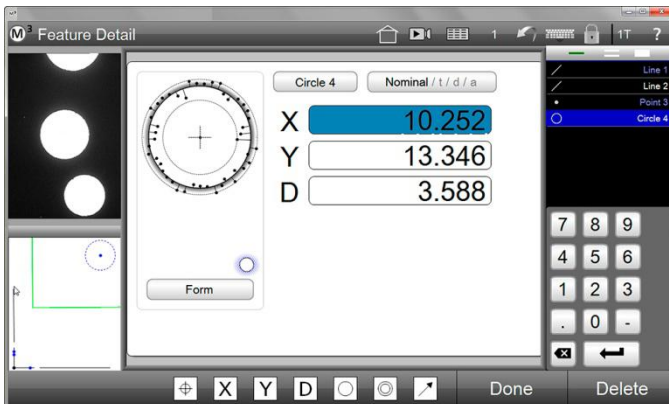 M3 Feature Detail
1
1T
?
Circle 4
Nominal / t / d / a
X 10.252
Y 13.346
D 3.588
Form
Line 1
Line 2
Point 3
Circle 4
7 8 9
4 5 6
1 2 3
. 0 -
X Y D
Done
Delete